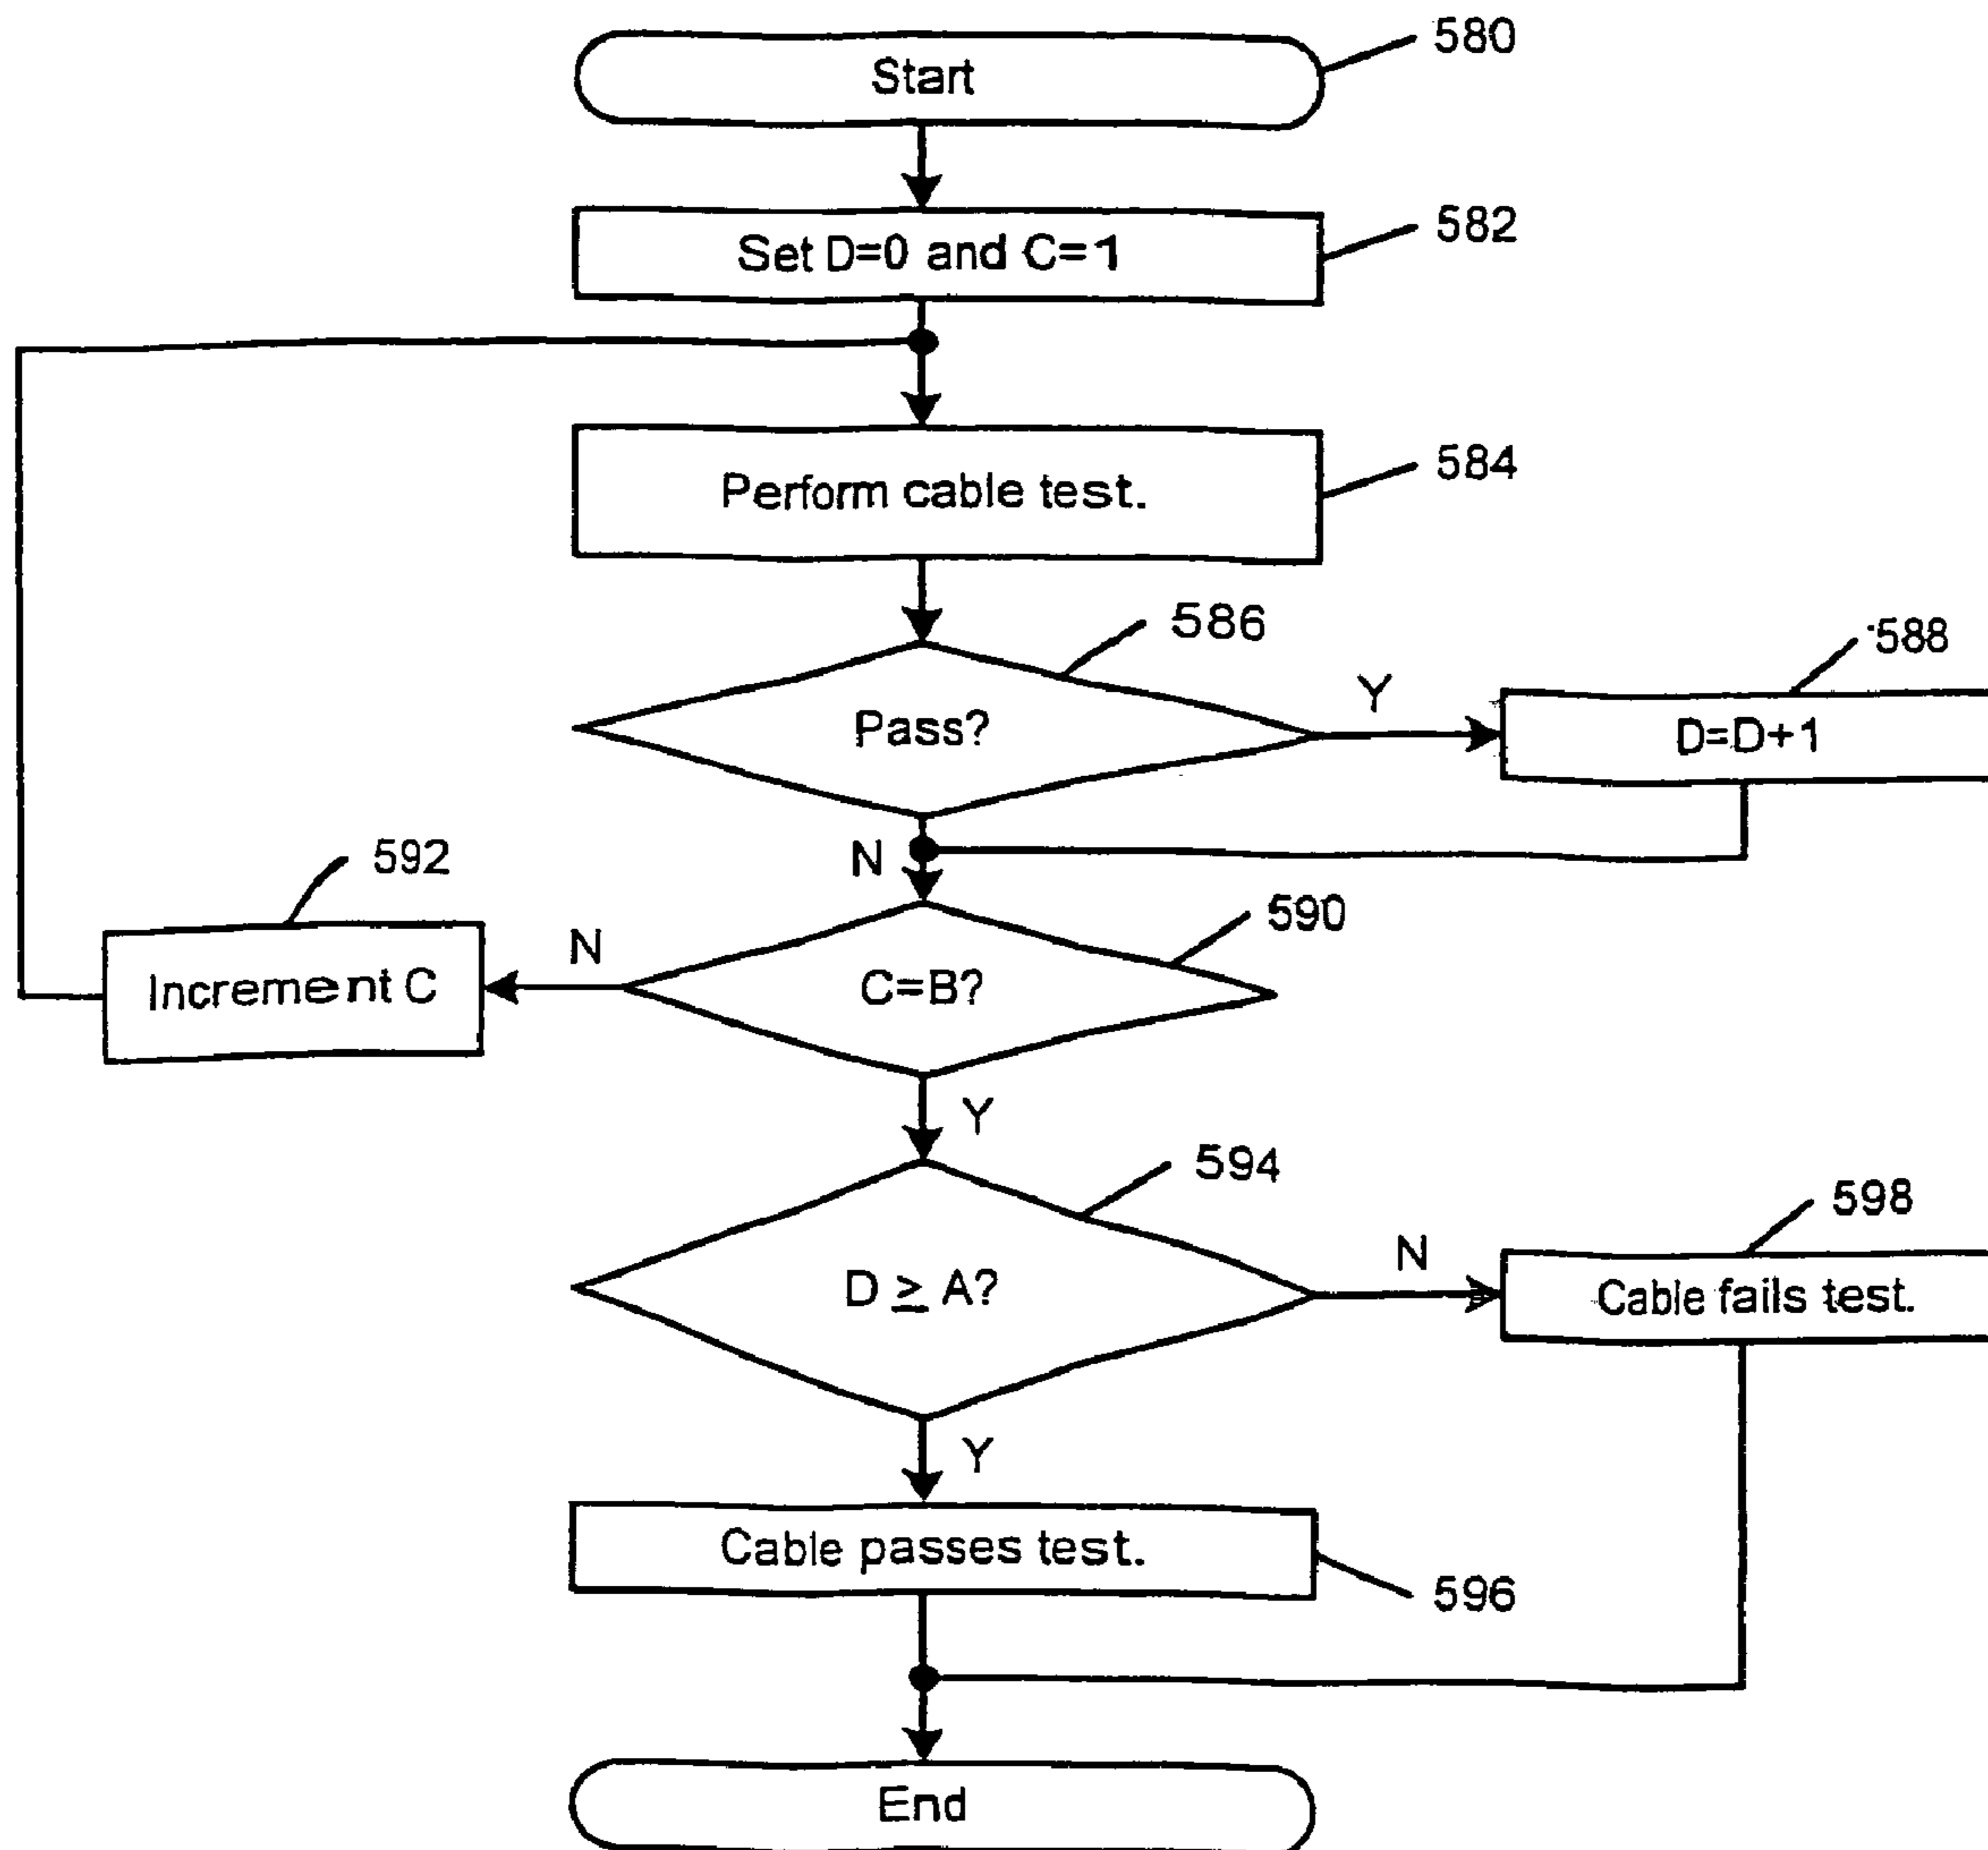 580
Start
582
Set D=0 and C=1
584
Perform cable test.
586
588
Pass?
Y
D=D+1
N
592
590
N
Increment C
C=B?
Y
594
598
D ≥ A?
N
Cable fails test.
Y
Cable passes test.
596
End